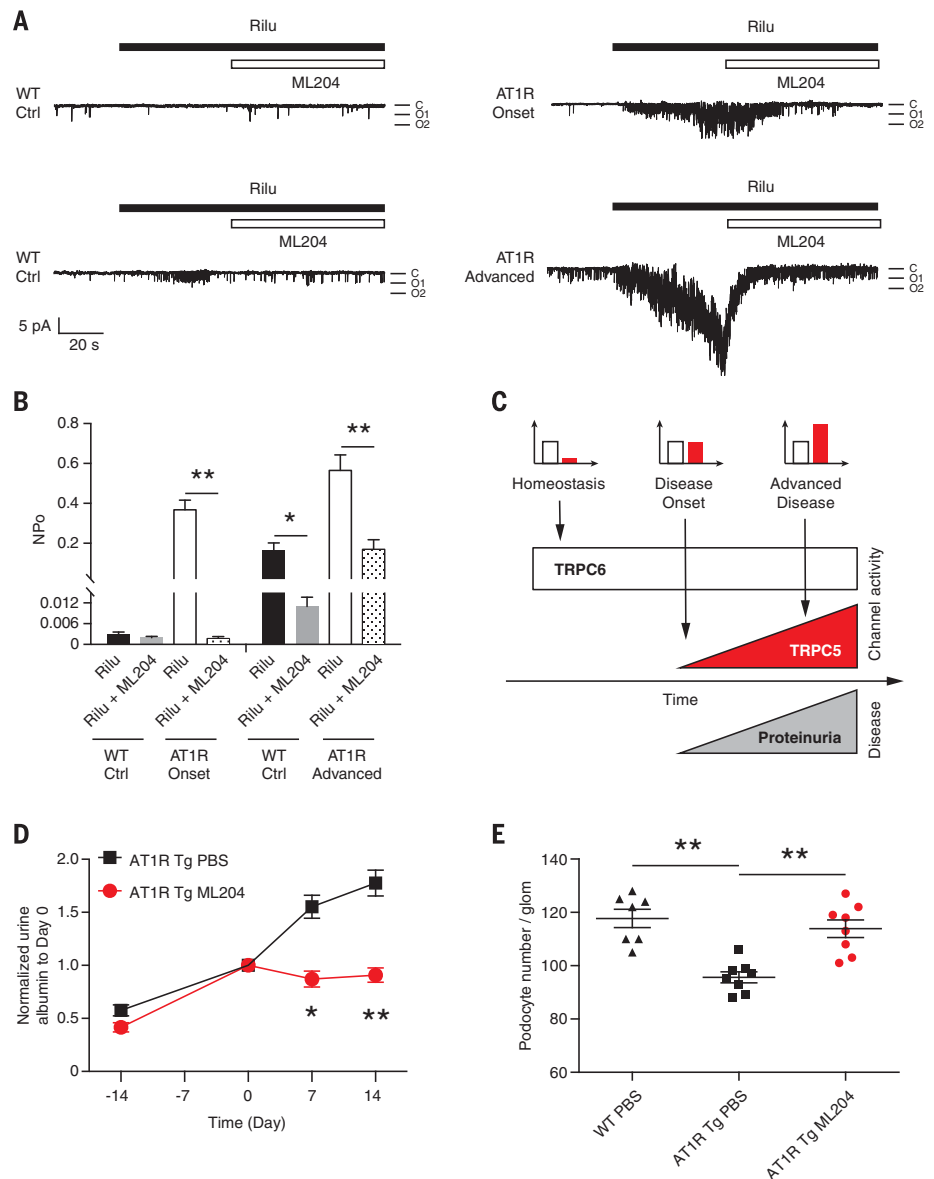 A
Rilu
ML204
WT
Ctrl
C
O1
O2
Rilu
ML204
AT1R
Onset
C
O1
O2
Rilu
ML204
WT
Ctrl
C
O1
O2
5 pA
20 s
Rilu
ML204
AT1R
Advanced
C
O1
O2
B
NPo
0.8
0.6
0.4
0.2
0.012
0.006
0
**
*
**
Rilu
Rilu + ML204
Rilu
Rilu + ML204
Rilu
Rilu + ML204
Rilu
Rilu + ML204
WT
Ctrl
AT1R
Onset
WT
Ctrl
AT1R
Advanced
C
Homeostasis
Disease
Onset
Advanced
Disease
TRPC6
TRPC5
Channel activity
Time
Proteinuria
Disease
D
Normalized urine
albumin to Day 0
2.0
1.5
1.0
0.5
0
AT1R Tg PBS
AT1R Tg ML204
*
**
-14
-7
0
7
14
Time (Day)
E
Podocyte number / glom
140
120
100
80
60
**
**
WT PBS
AT1R Tg PBS
AT1R Tg ML204